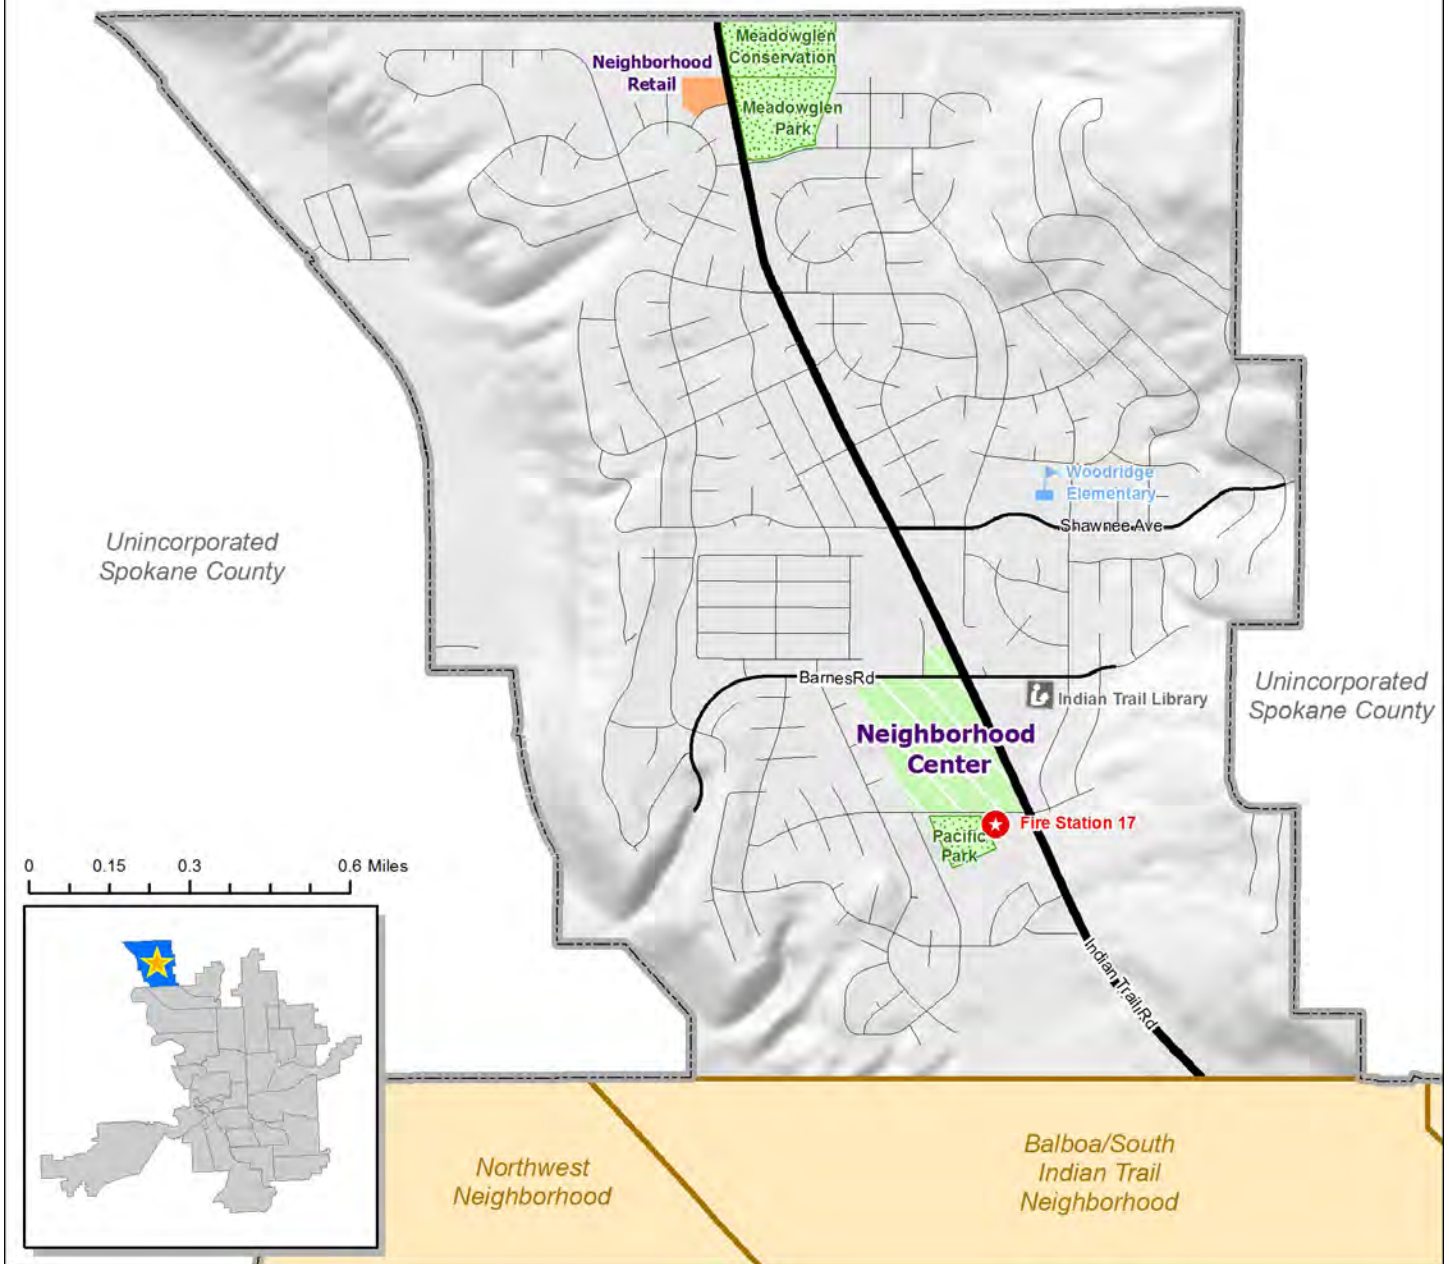 Meadowglen
Conservation
Neighborhood
Retail
Meadowglen
Park
Woodridge
Elementary
Shawnee Ave
Unincorporated
Spokane County
BarnesRd
Indian Trail Library
Unincorporated
Spokane County
Neighborhood
Center
Fire Station 17
Pacific
Park
0 0.15 0.3 0.6 Miles
Indian Trail Rd
Northwest
Neighborhood
Balboa/South
Indian Trail
Neighborhood